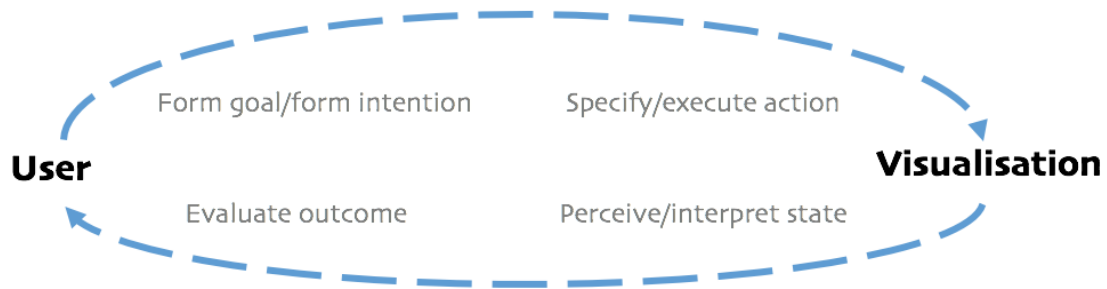 Form goal/form intention
Specify/execute action
User
Visualisation
Evaluate outcome
Perceive/interpret state